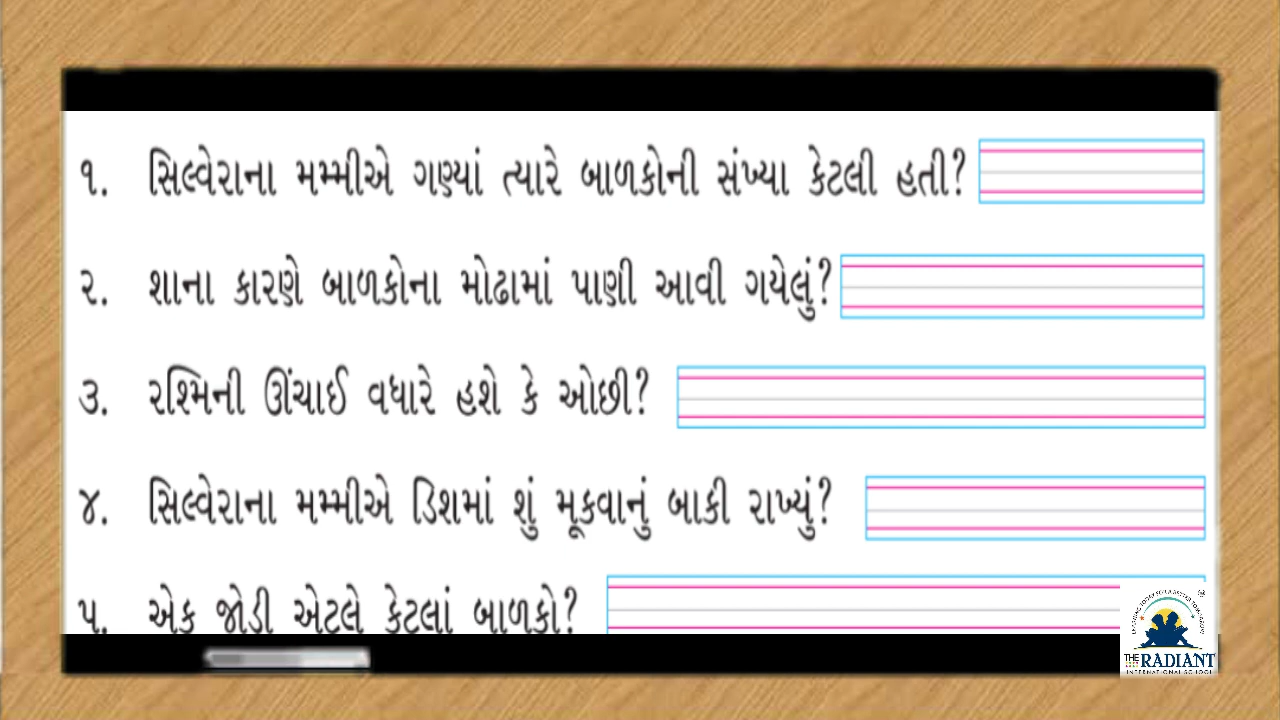 ૧. સિલ્વેરાના મમ્મીએ ગણ્યાં ત્યારે બાળકોની સંખ્યા કેટલી હતી?
૨. શાના કારણે બાળકોના મોઢામાં પાણી આવી ગયેલું?
૩. રશ્મિની ઊંચાઈ વધારે હશે કે ઓછી?
૪. સિલ્વેરાના મમ્મીએ ડિશમાં શું મૂકવાનું બાકી રાખ્યું?
૫. એક જોડી એટલે કેટલાં બાળકો?
THE RADIANT
INTERNATIONAL SCHOOL